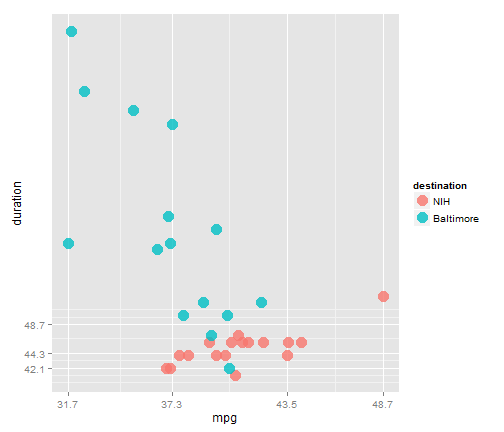 duration
48.7
44.3
42.1
31.7 37.3 43.5 48.7
mpg
destination
NIH
Baltimore